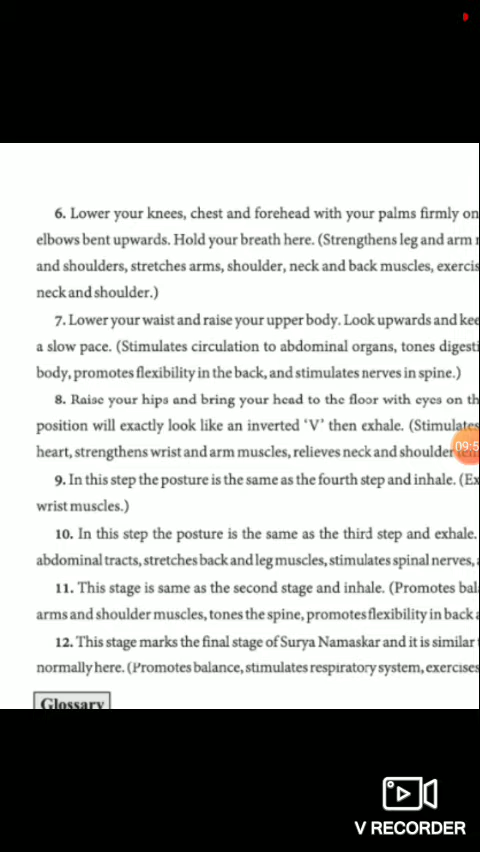 6. Lower your knees, chest and forehead with your palms firmly on
elbows bent upwards. Hold your breath here. (Strengthens leg and arm
and shoulders, stretches arms, shoulder, neck and back muscles, exercis
neck and shoulder.)
7. Lower your waist and raise your upper body. Look upwards and kee
a slow pace. (Stimulates circulation to abdominal organs, tones digesti
body, promotes flexibility in the back, and stimulates nerves in spine.)
8. Raise your hips and bring your head to the floor with eyes on th
position will exactly look like an inverted 'V' then exhale. (Stimulates
heart, strengthens wrist and arm muscles, relieves neck and shoulder
09:5
9. In this step the posture is the same as the fourth step and inhale. (Ex
wrist muscles.)
10. In this step the posture is the same as the third step and exhale.
abdominal tracts, stretches back and leg muscles, stimulates spinal nerves,
11. This stage is same as the second stage and inhale. (Promotes bal
arms and shoulder muscles, tones the spine, promotes flexibility in back
12. This stage marks the final stage of Surya Namaskar and it is similar
normally here. (Promotes balance, stimulates respiratory system, exercises
Glossary
V RECORDER